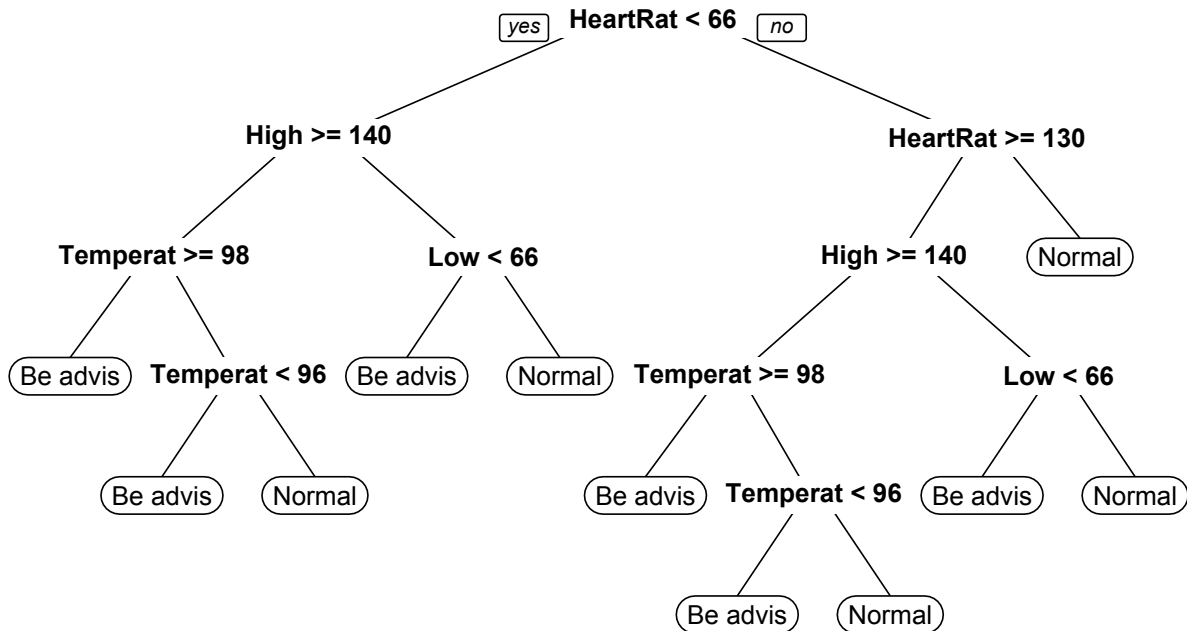 yes HeartRat < 66 no
High >= 140 HeartRat >= 130
Temperat >= 98 Low < 66 High >= 140 Normal
Be advis Temperat < 96 Be advis Normal Temperat >= 98 Low < 66
Be advis Normal Be advis Temperat < 96 Be advis Normal
Be advis Normal